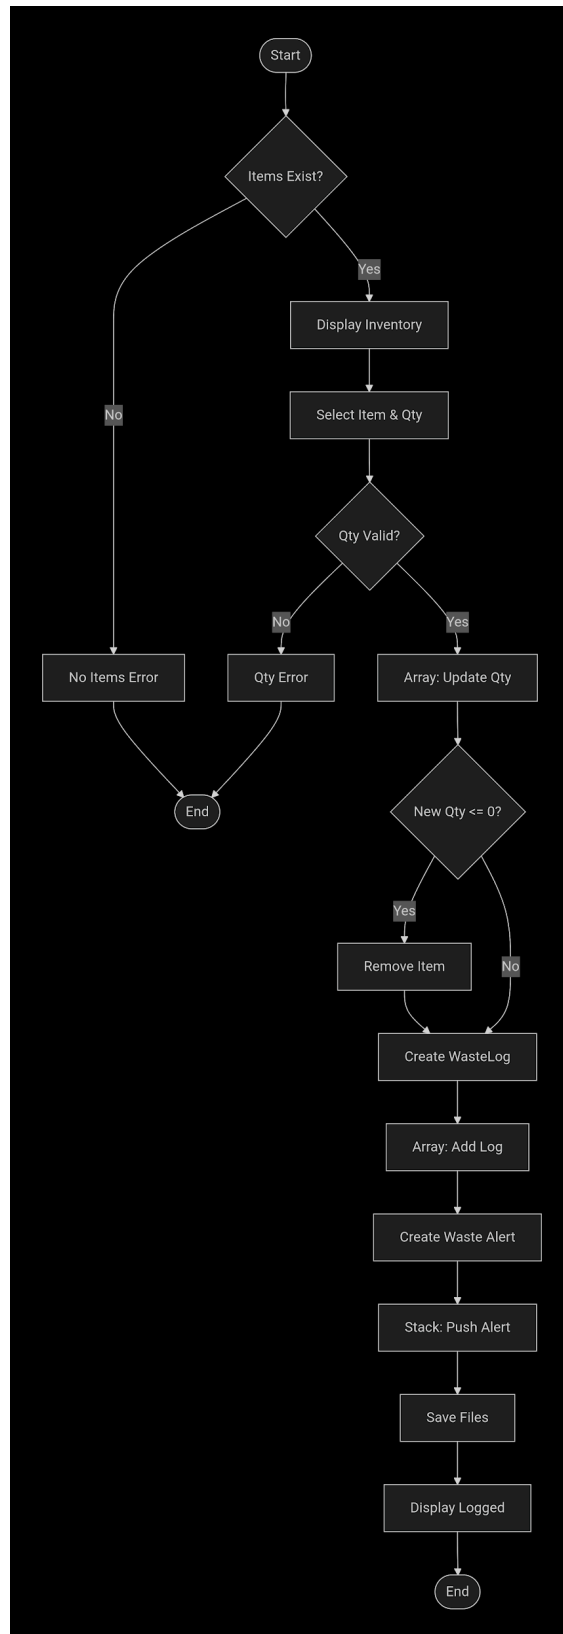 Start
Items Exist?
Yes
Display Inventory
No
Select Item & Qty
Qty Valid?
No
Yes
No Items Error
Qty Error
Array: Update Qty
End
New Qty <= 0?
Yes
Remove Item
No
Create WasteLog
Array: Add Log
Create Waste Alert
Stack: Push Alert
Save Files
Display Logged
End